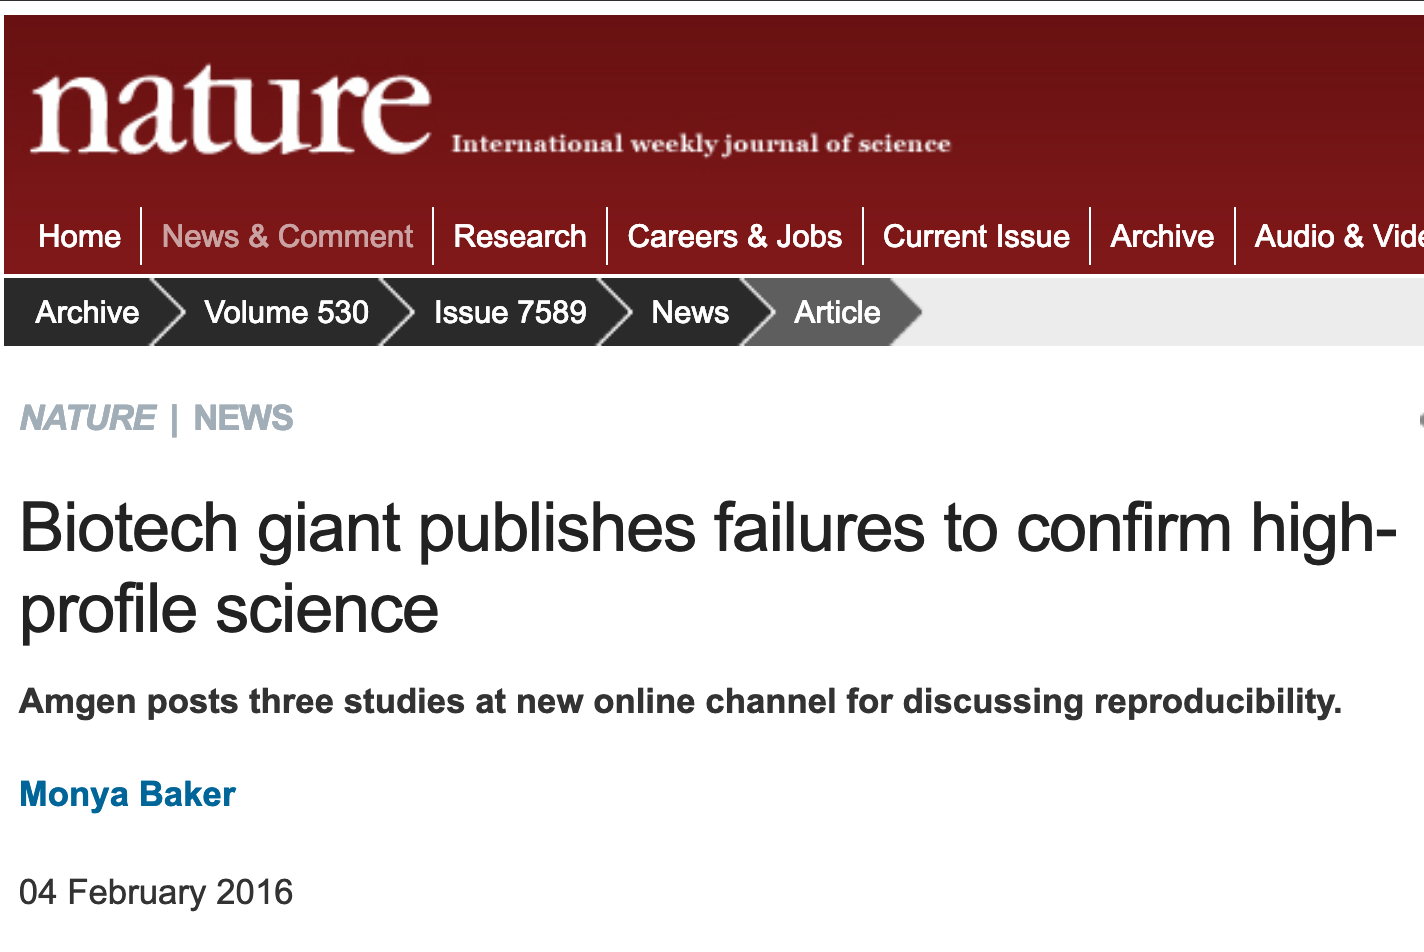 nature International weekly journal of science
Home News & Comment Research Careers & Jobs Current Issue Archive Audio &
Archive Volume 530 Issue 7589 News Article
NATURE | NEWS
Biotech giant publishes failures to confirm high-
profile science
Amgen posts three studies at new online channel for discussing reproducibility.
Monya Baker
04 February 2016